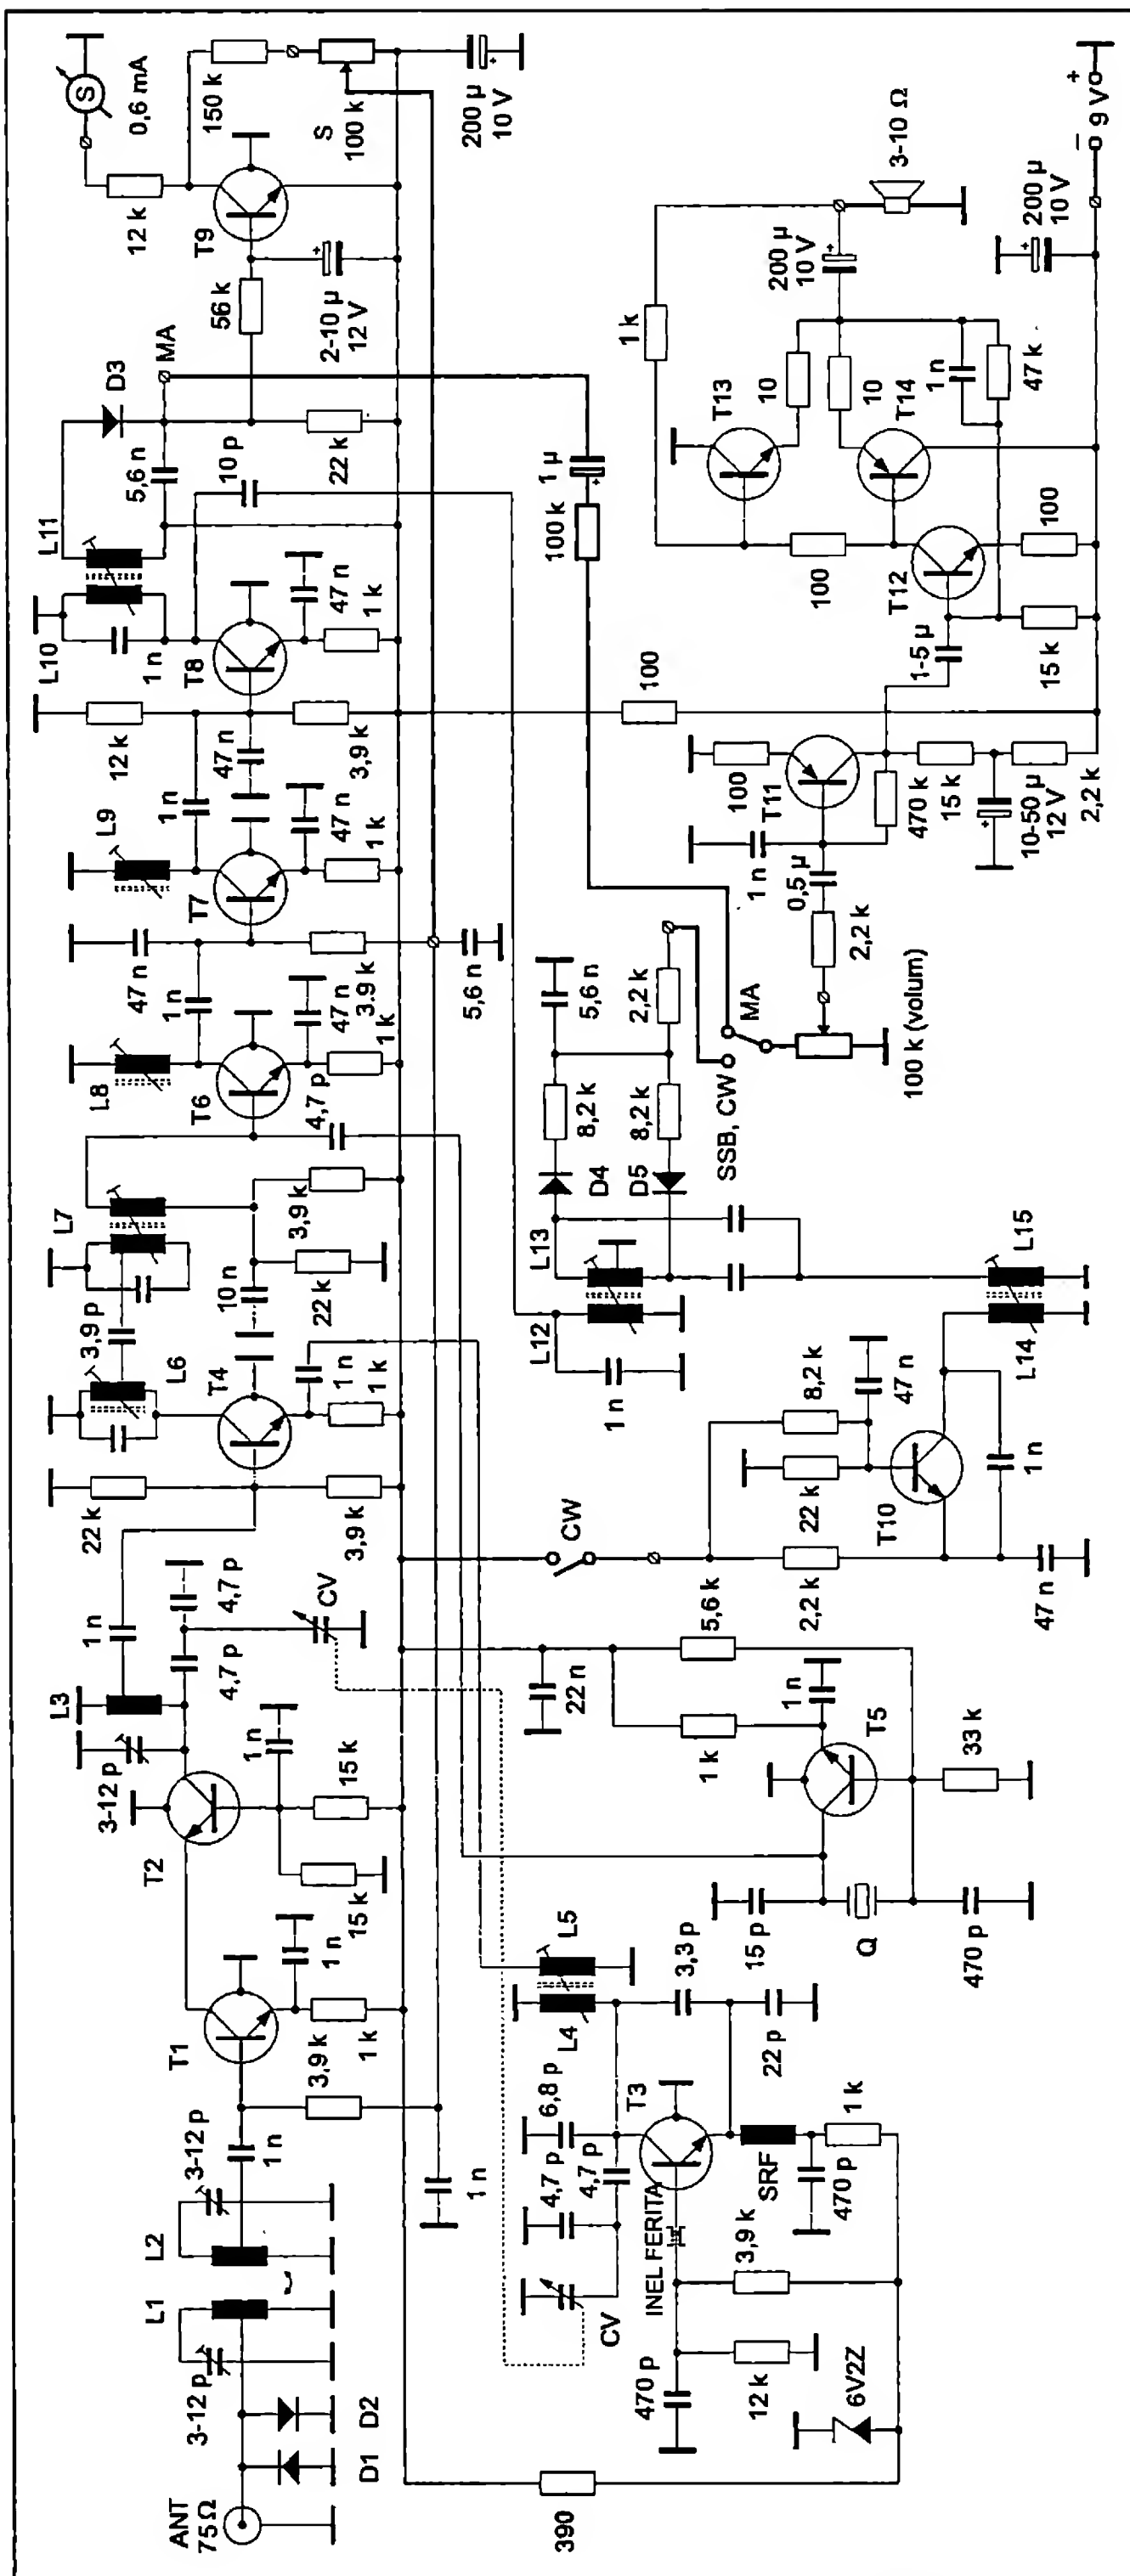 ANT
75 Ω
D1
D2
3-12 p
L1
L2
3-12 p
1 n
T1
3,9 k
1 k
1 n
1 n
15 k
15 k
1 n
T2
3-12 p
L3
4,7 p
4,7 p
CV
1 n
22 k
3,9 k
T4
L6
3,9 p
1 n
1 k
10 n
22 k
3,9 k
L7
4,7 p
T6
L8
1 n
47 n
47 n
3.9 k
1 k
5,6 n
T7
L9
1 n
47 n
47 n
1 k
12 k
3,9 k
T8
L10
1 n
L11
47 n
1 k
10 p
5,6 n
D3
22 k
MA
56 k
2-10 µ
12 V
T9
12 k
0,6 mA
S
150 k
S
100 k
200 µ
10 V
390
6V2Z
12 k
470 p
INEL FERITA
3,9 k
CV
4,7 p
4,7 p
6,8 p
T3
SRF
470 p
1 k
L4
L5
3,3 p
22 p
15 p
Q
470 p
T5
1 n
1 k
33 k
22 n
5,6 k
CW
2,2 k
47 n
T10
22 k
8,2 k
47 n
1 n
L14
L15
L12
1 n
L13
D4
D5
8,2 k
8,2 k
5,6 n
2,2 k
SSB, CW
MA
100 k (volum)
2,2 k
0,5 µ
1 n
T11
100
470 k
15 k
10-50 µ
12 V
2,2 k
100
1-5 µ
15 k
T12
100
100
100 k
1 µ
T13
10
T14
10
1 n
47 k
1 k
200 µ
10 V
3-10 Ω
200 µ
10 V
− 9 V +